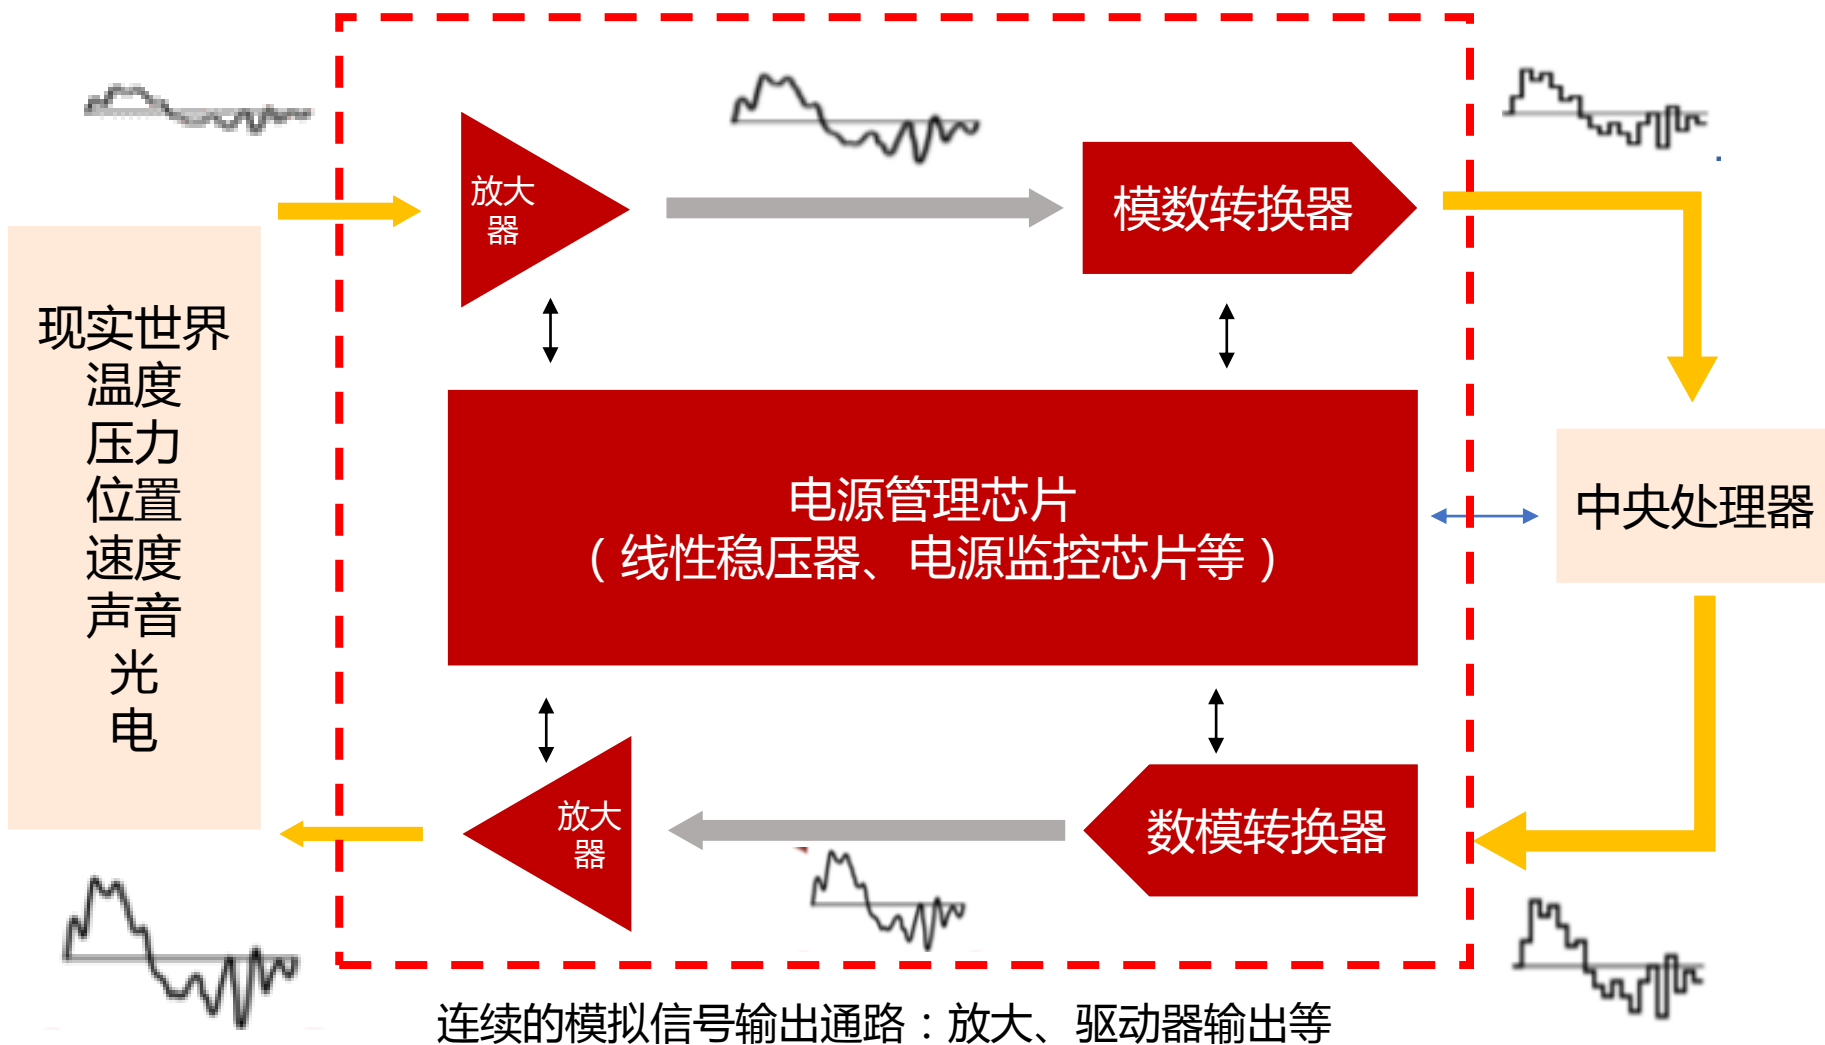 放大
器
模数转换器
现实世界
温度
压力
位置
速度
声音
光
电
电源管理芯片
（线性稳压器、电源监控芯片等）
中央处理器
放大
器
数模转换器
连续的模拟信号输出通路：放大、驱动器输出等